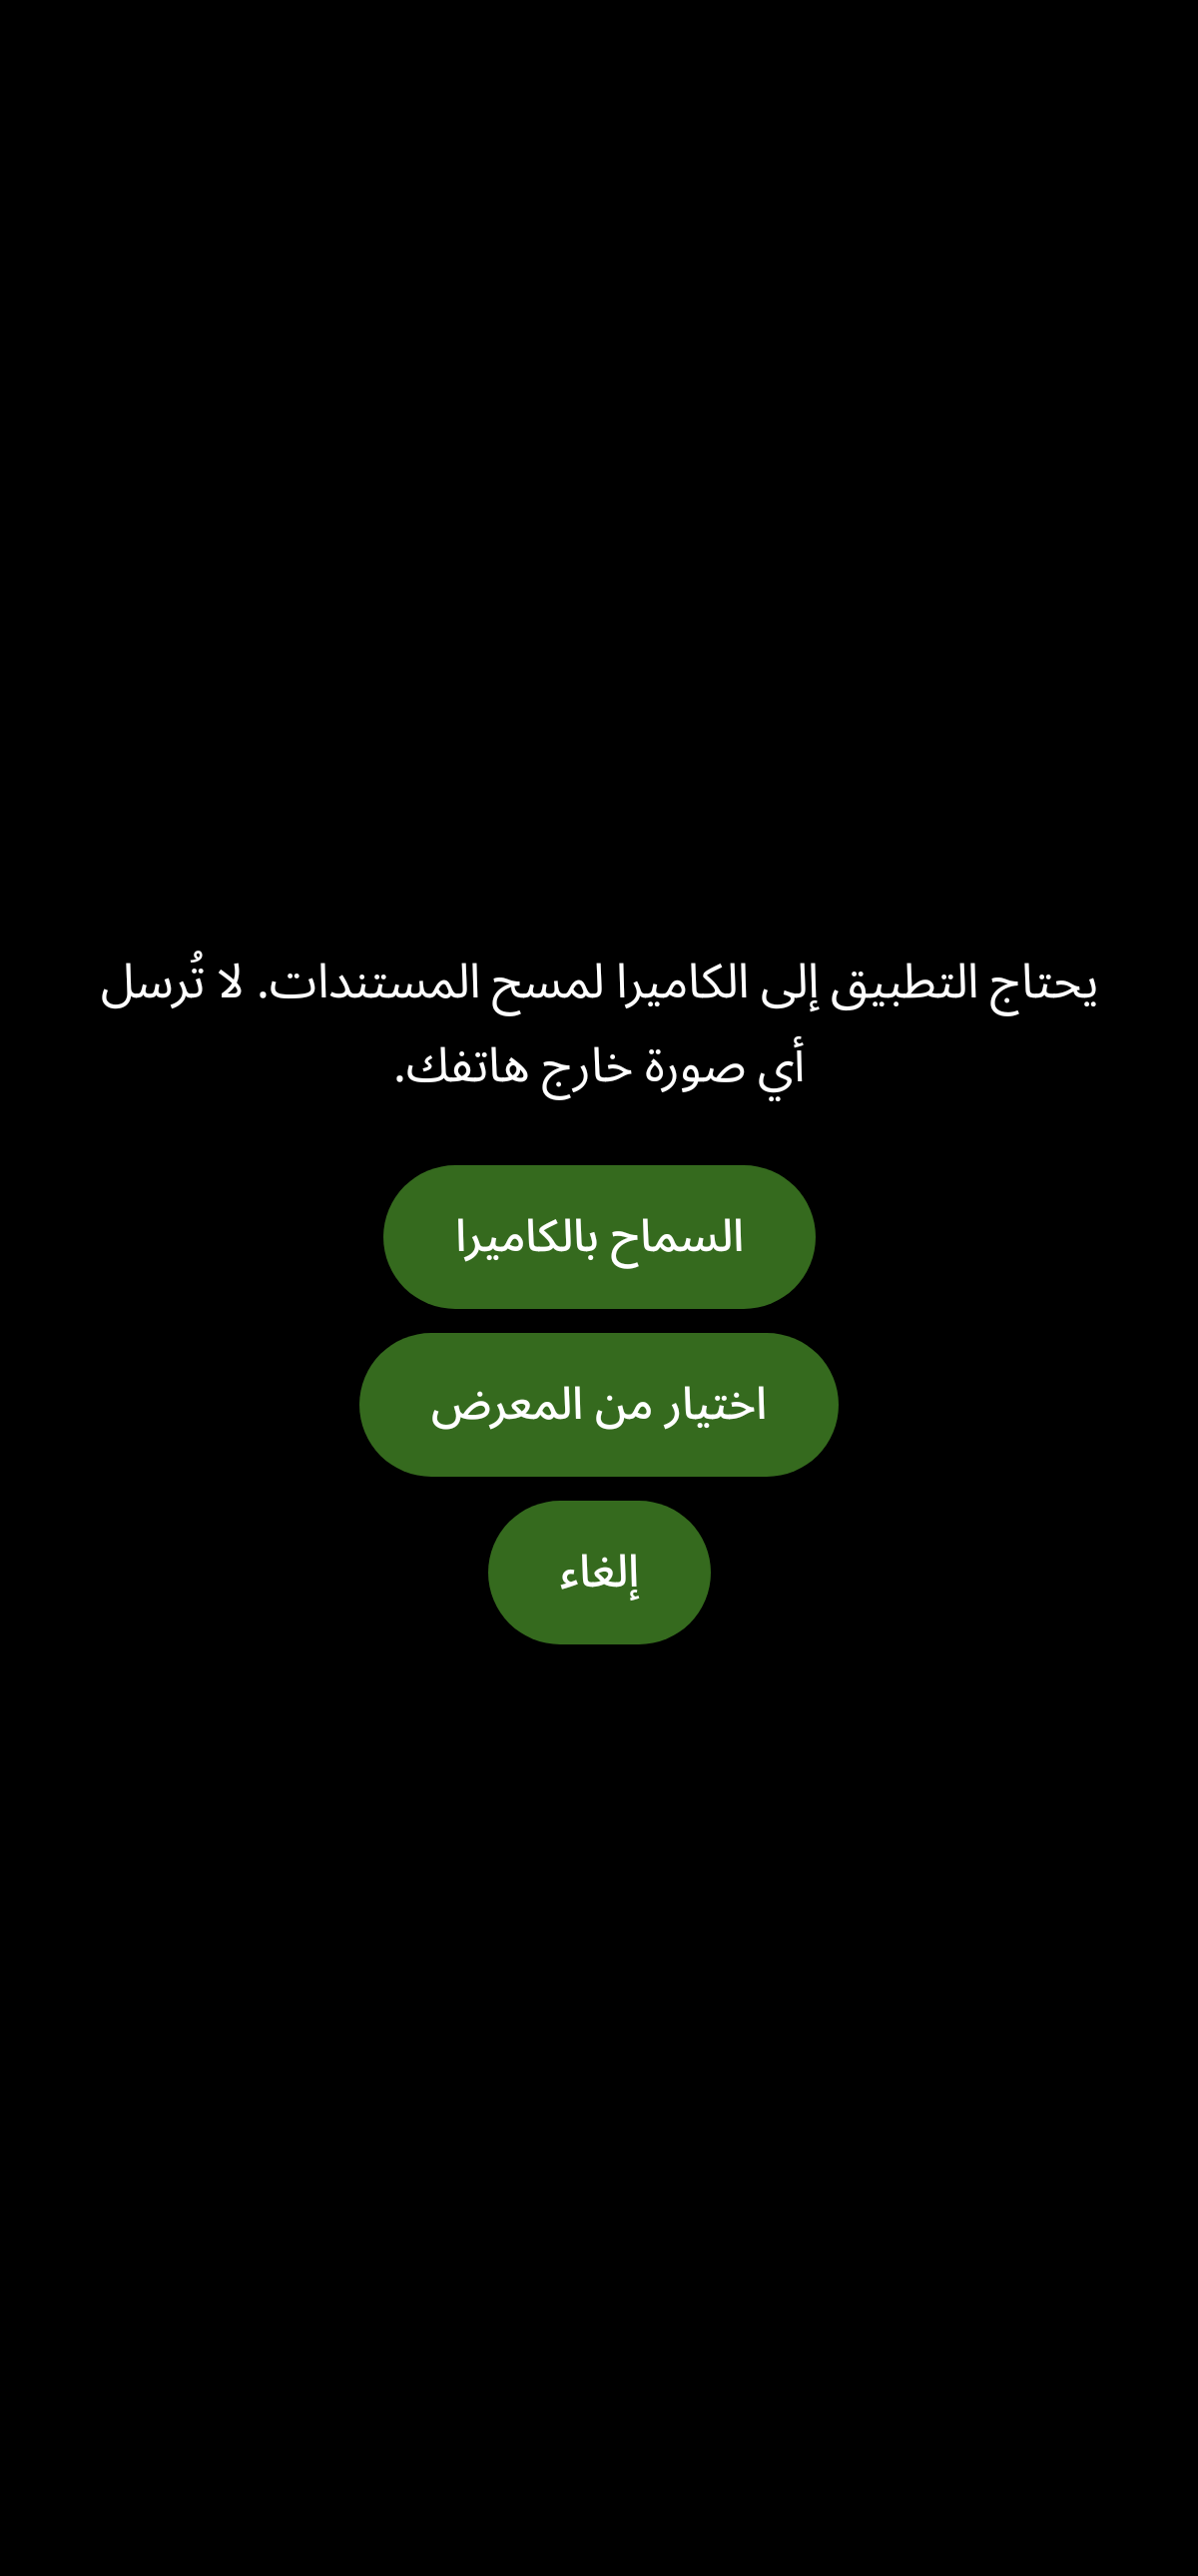 يحتاج التطبيق إلى الكاميرا لمسح المستندات. لا تُرسل
أي صورة خارج هاتفك.
السماح بالكاميرا
اختيار من المعرض
إلغاء